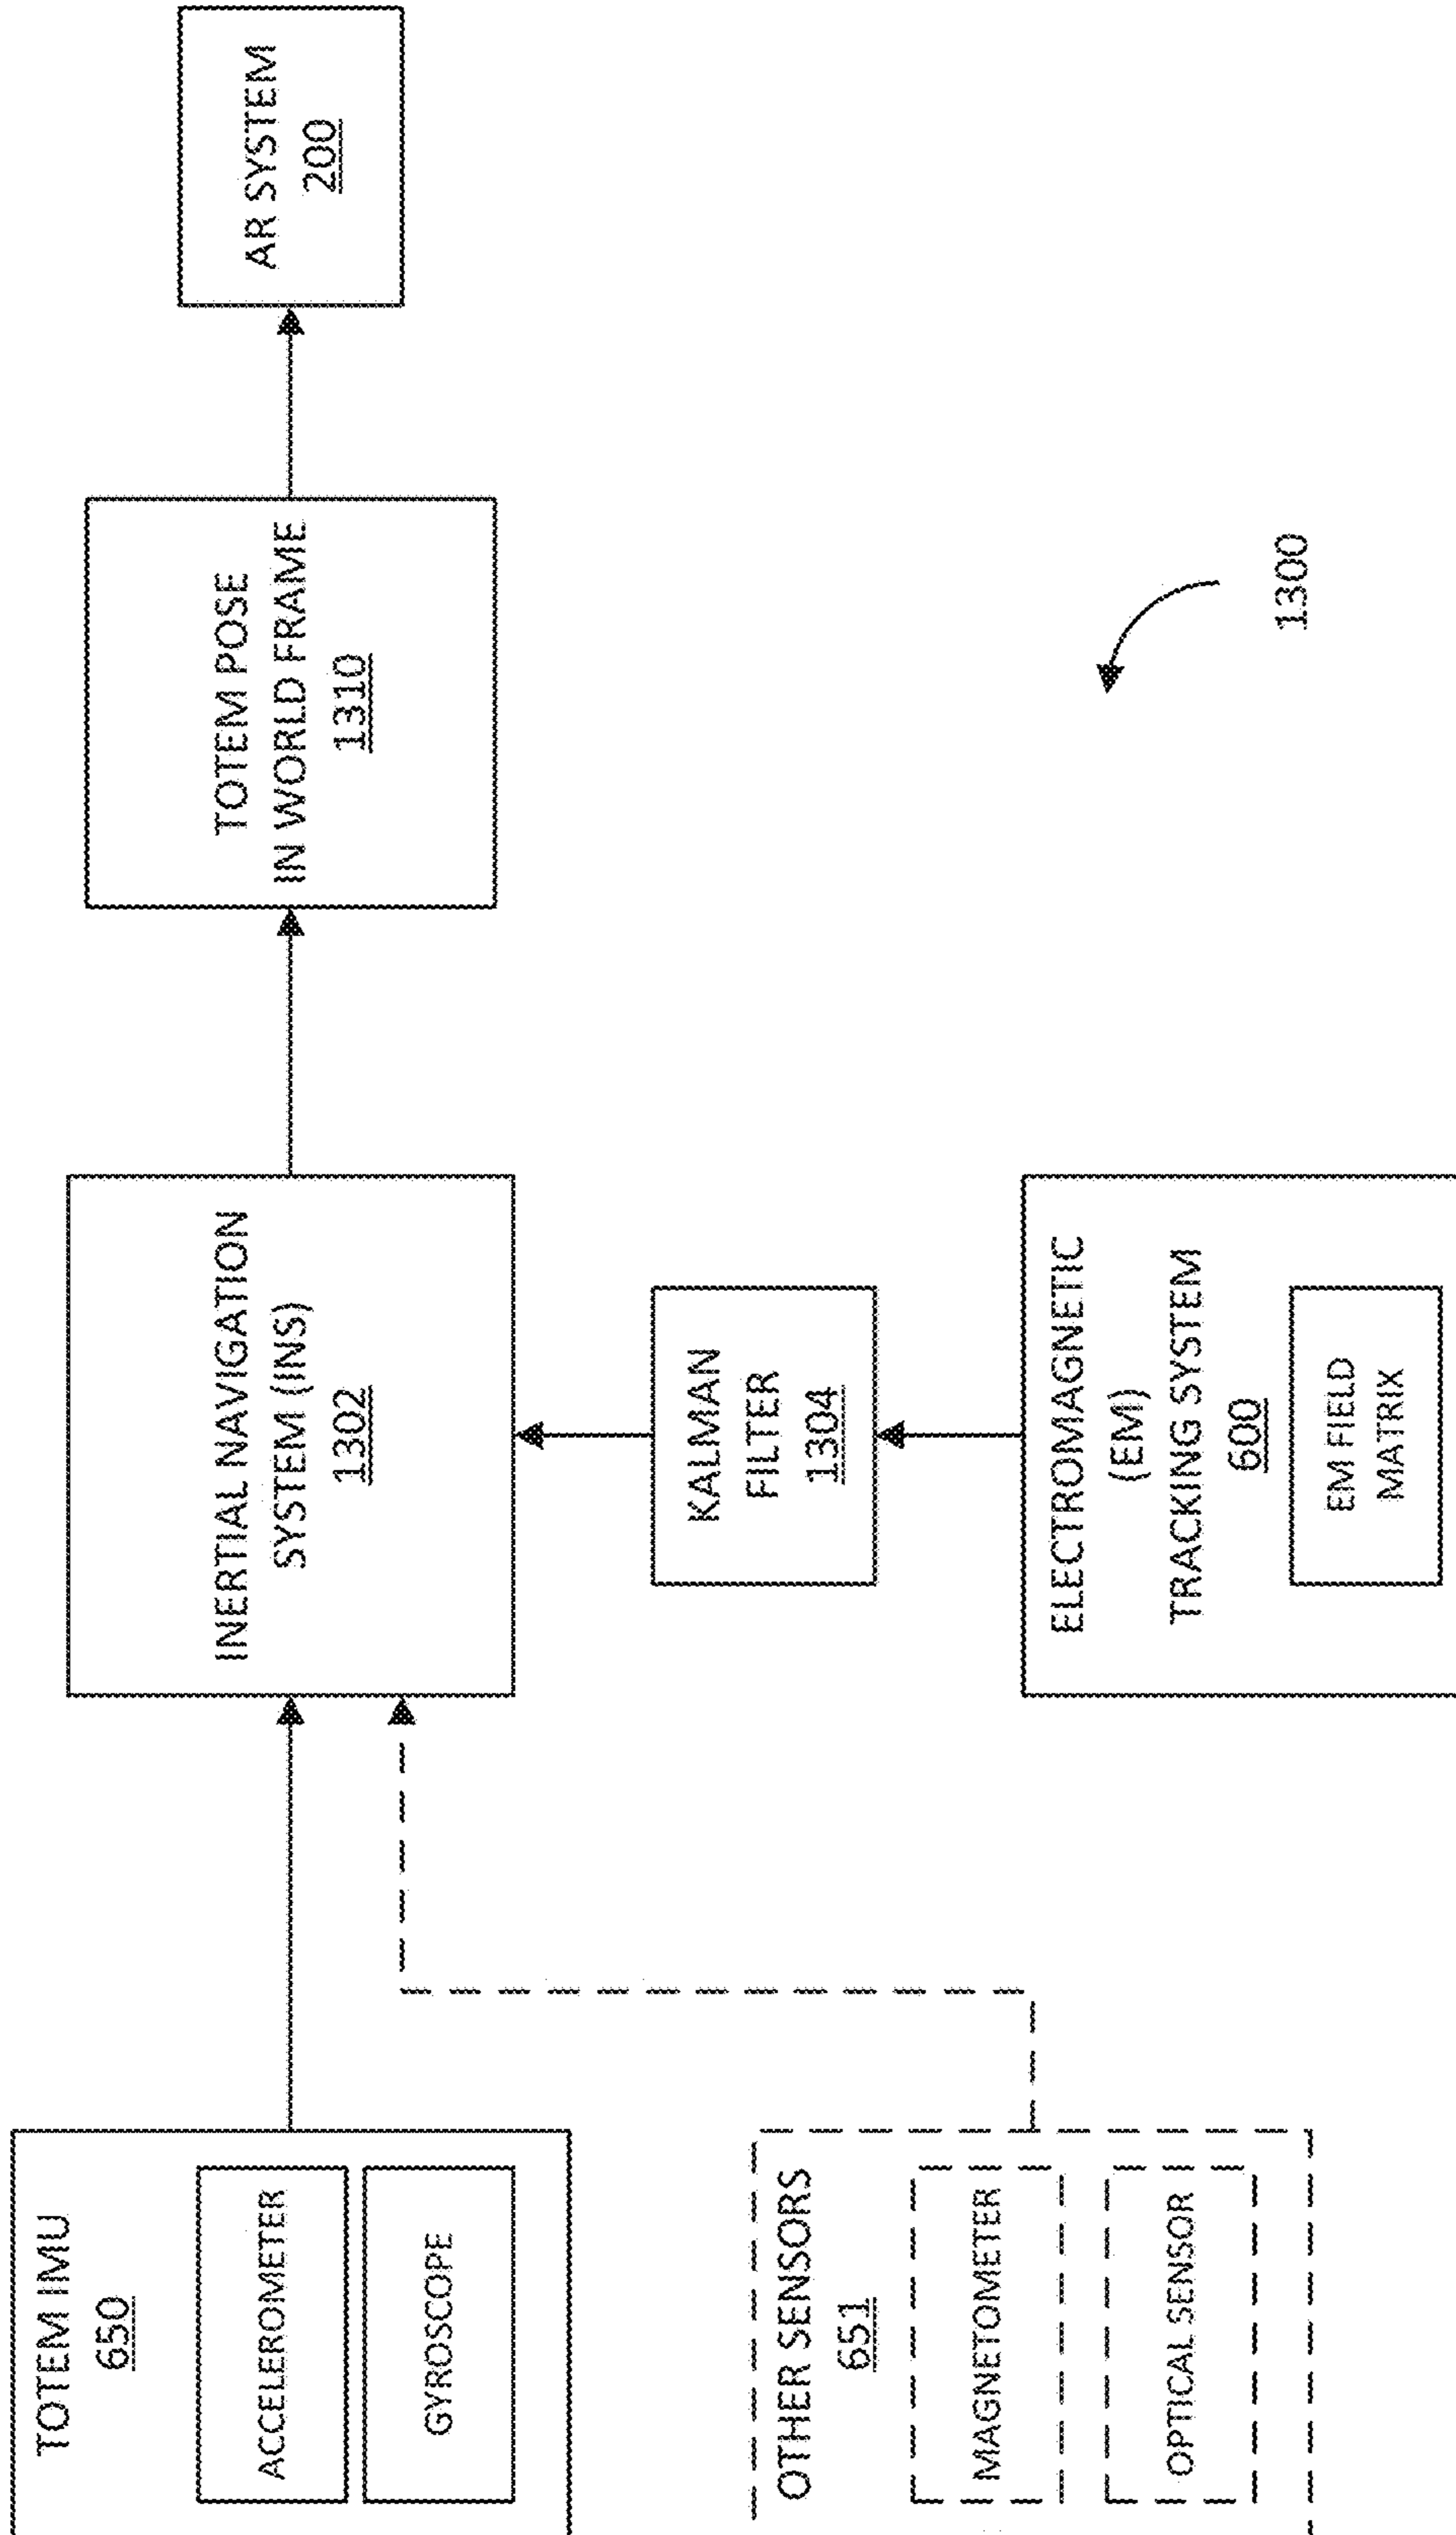 TOTEM IMU
650
ACCELEROMETER
GYROSCOPE
OTHER SENSORS
651
MAGNETOMETER
OPTICAL SENSOR
INERTIAL NAVIGATION
SYSTEM (INS)
1302
KALMAN
FILTER
1304
ELECTROMAGNETIC
(EM)
TRACKING SYSTEM
600
EM FIELD
MATRIX
TOTEM POSE
IN WORLD FRAME
1310
AR SYSTEM
200
1300